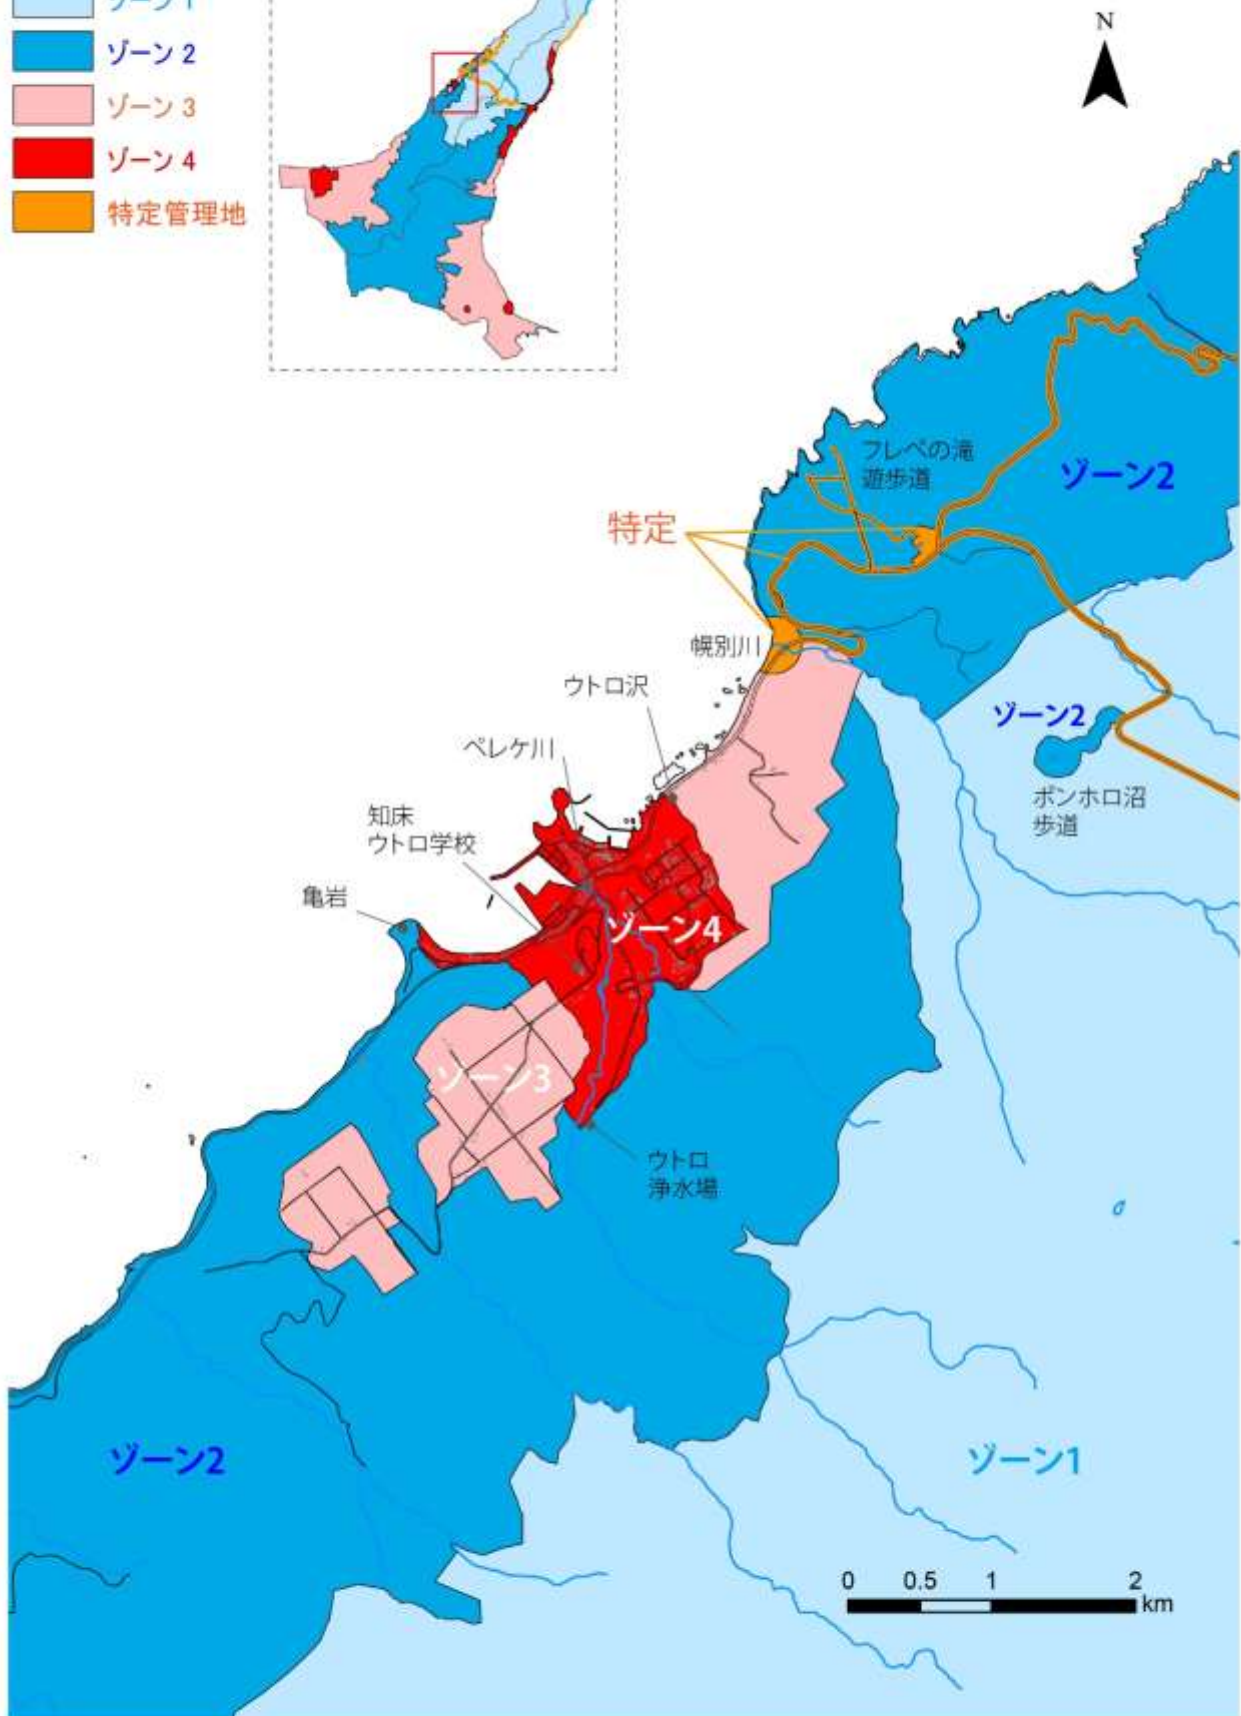 ゾーン 1
ゾーン 2
ゾーン 3
ゾーン 4
特定管理地
N
フレペの滝
遊歩道
ゾーン2
特定
幌別川
ウトロ沢
ゾーン2
ペレケ川
ポンホロ沼
歩道
知床
ウトロ学校
亀岩
ゾーン4
ゾーン3
ウトロ
浄水場
ゾーン2
ゾーン1
0 0.5 1 2
km